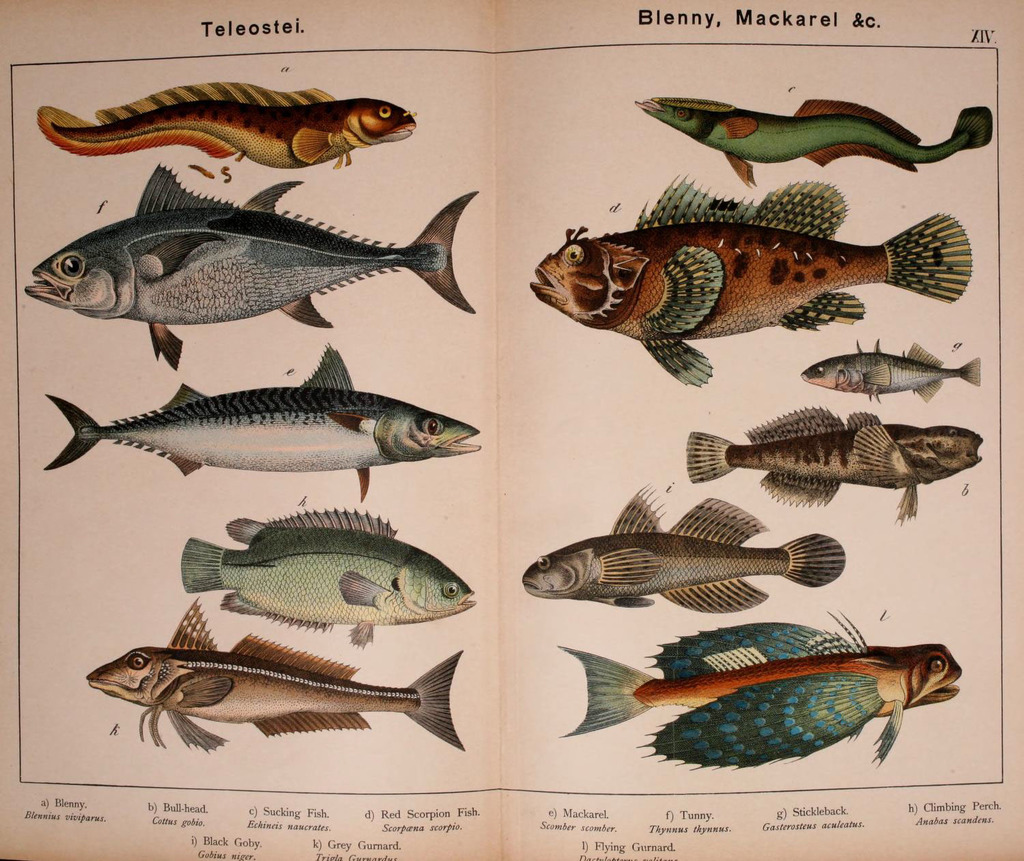 Teleostei.
Blenny, Mackarel &c.
XIV.
a
c
f
d
g
e
b
h
i
l
k
a) Blenny.
Blennius viviparus.
b) Bull-head.
Cottus gobio.
c) Sucking Fish.
Echineis naucrates.
d) Red Scorpion Fish.
Scorpæna scorpio.
e) Mackarel.
Scomber scomber.
f) Tunny.
Thynnus thynnus.
g) Stickleback.
Gasterosteus aculeatus.
h) Climbing Perch.
Anabas scandens.
i) Black Goby.
Gobius niger.
k) Grey Gurnard.
Trigla Gurnardus.
l) Flying Gurnard.